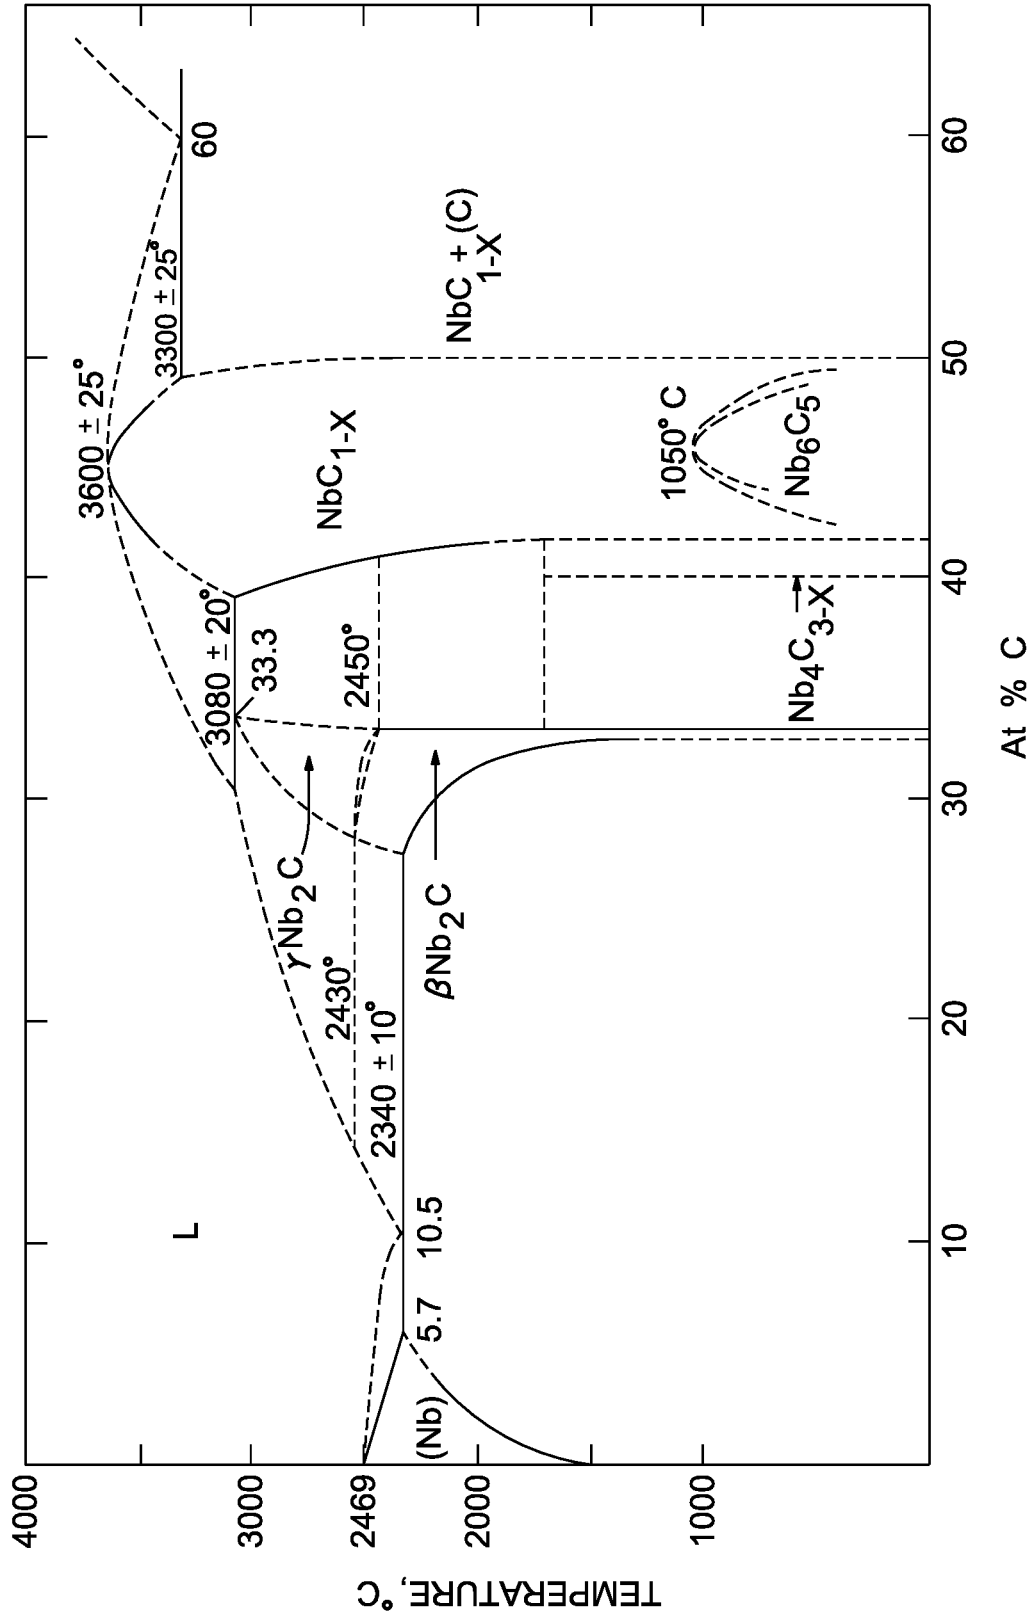 4000
3000
2469
2000
1000
TEMPERATURE, °C
L
3600 ± 25°
3300 ± 25°
60
3080 ± 20°
33.3
NbC1-X
NbC1-X + (C)
γNb2C
2450°
2430°
2340 ± 10°
βNb2C
5.7
10.5
(Nb)
1050° C
Nb6C5
Nb4C3-X
10
20
30
40
50
60
At % C